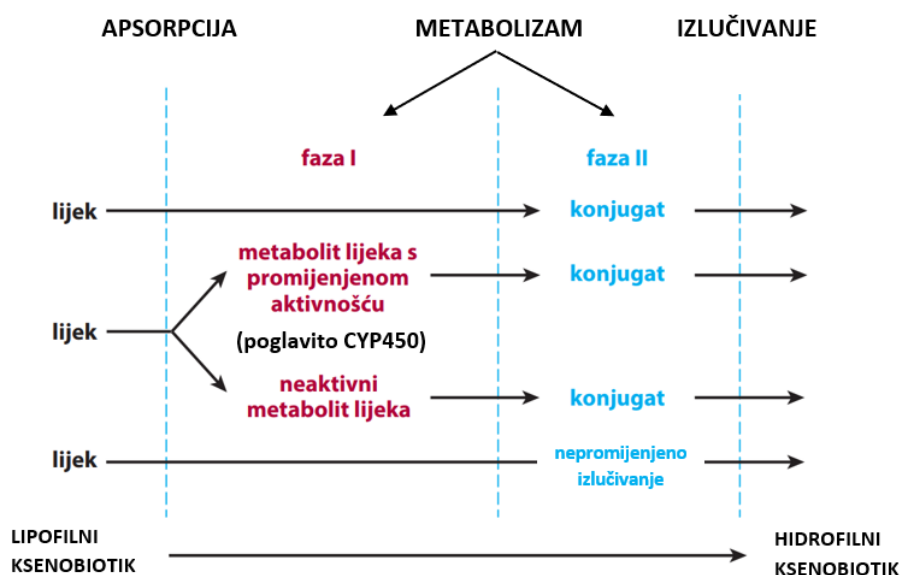 APSORPCIJA METABOLIZAM IZLUČIVANJE
faza I faza II
lijek konjugat
metabolit lijeka s
promijenjenom
aktivnošću
konjugat
lijek
(poglavito CYP450)
neaktivni
metabolit lijeka
konjugat
lijek
nepromijenjeno
izlučivanje
LIPOFILNI
KSENOBIOTIK
HIDROFILNI
KSENOBIOTIK